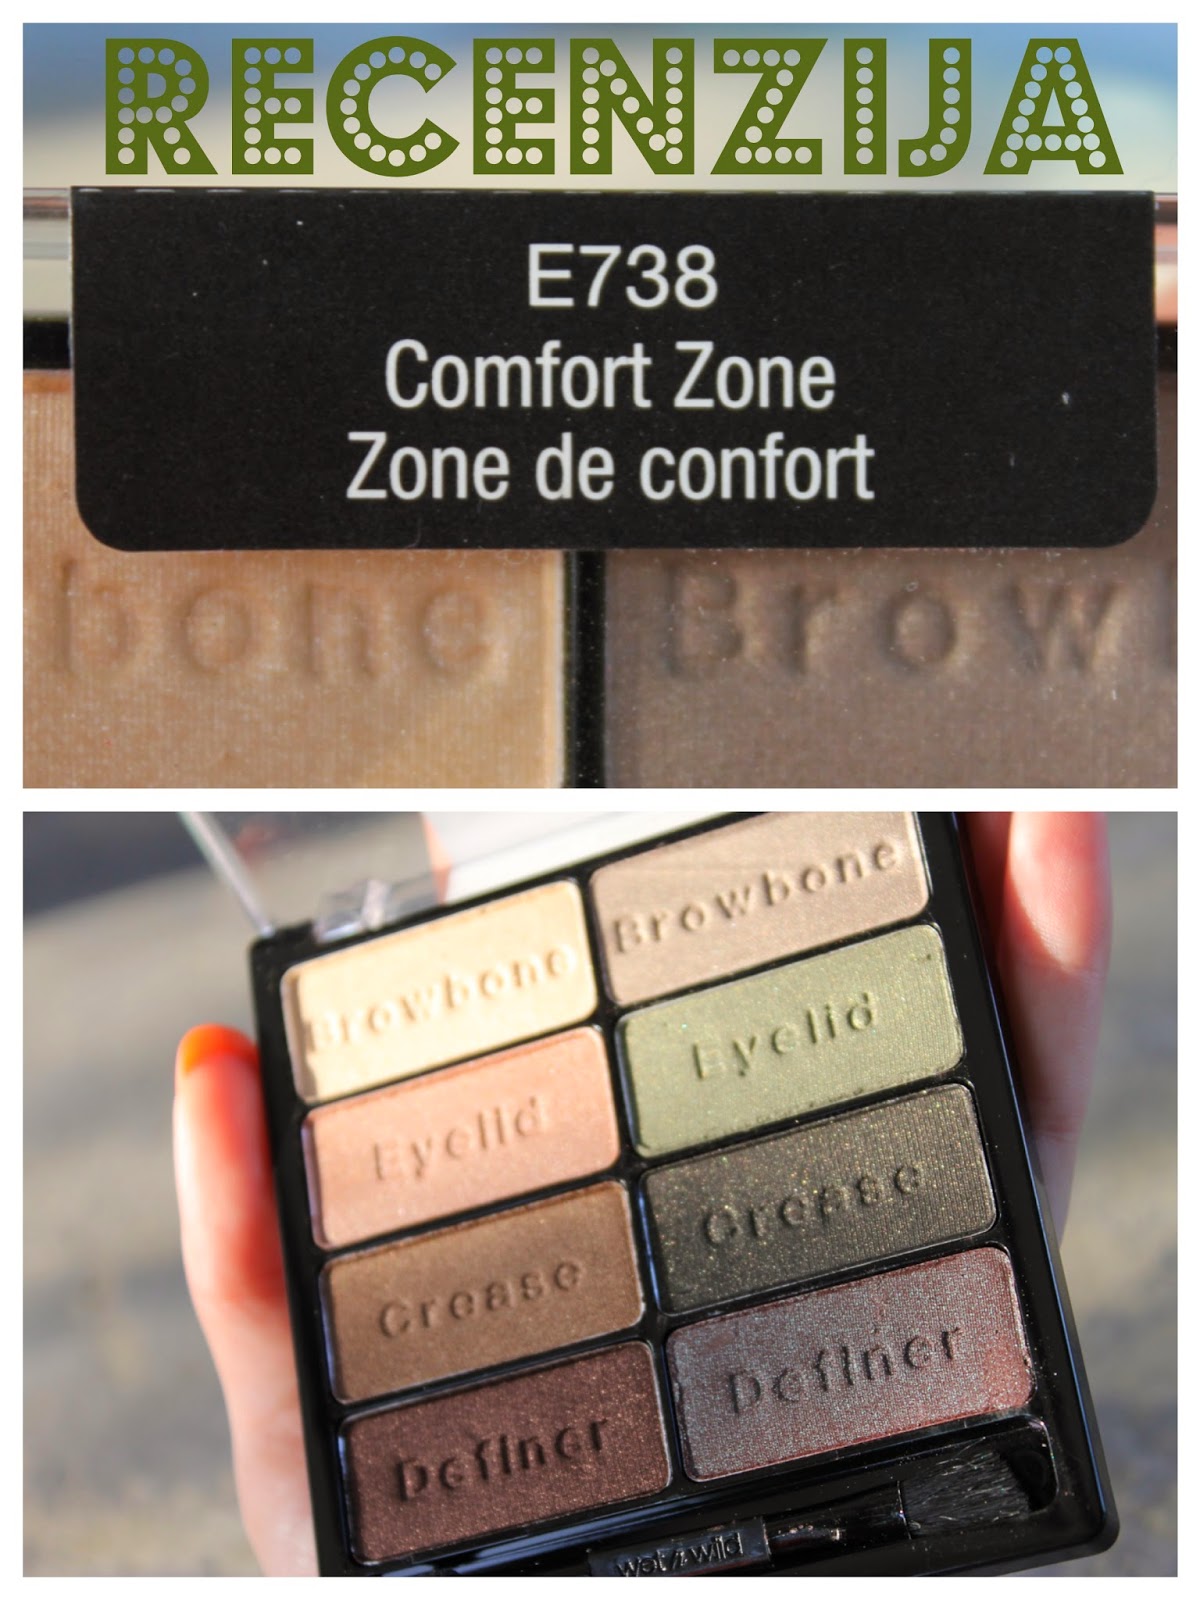 RECENZIJA
E738
Comfort Zone
Zone de confort
bone Brow
Browbone Browbone
Eyelid Eyelid
Crease Crease
Definer Definer
wet n wild